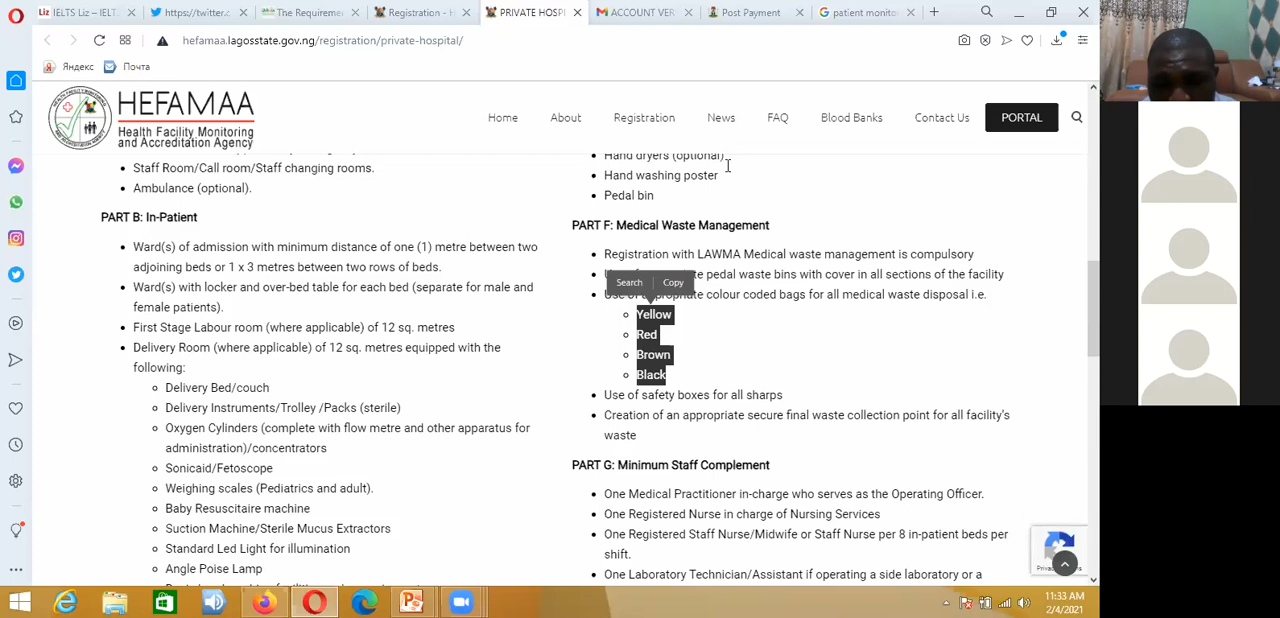 Liz IELTS Liz – IELT
https://twitter.c
The Requireme
Registration - H
PRIVATE HOSPI
ACCOUNT VER
Post Payment
patient monito
hefamaa.lagosstate.gov.ng/registration/private-hospital/
Яндекс
Почта
HEFAMAA
Health Facility Monitoring
and Accreditation Agency
Home
About
Registration
News
FAQ
Blood Banks
Contact Us
PORTAL
Staff Room/Call room/Staff changing rooms.
Ambulance (optional).
PART B: In-Patient
Ward(s) of admission with minimum distance of one (1) metre between two
adjoining beds or 1 x 3 metres between two rows of beds.
Ward(s) with locker and over-bed table for each bed (separate for male and
female patients).
First Stage Labour room (where applicable) of 12 sq. metres
Delivery Room (where applicable) of 12 sq. metres equipped with the
following:
Delivery Bed/couch
Delivery Instruments/Trolley /Packs (sterile)
Oxygen Cylinders (complete with flow metre and other apparatus for
administration)/concentrators
Sonicaid/Fetoscope
Weighing scales (Pediatrics and adult).
Baby Resuscitaire machine
Suction Machine/Sterile Mucus Extractors
Standard Led Light for illumination
Angle Poise Lamp
Hand dryers (optional)
Hand washing poster
Pedal bin
PART F: Medical Waste Management
Registration with LAWMA Medical waste management is compulsory
pedal waste bins with cover in all sections of the facility
Search
Copy
Use of appropriate colour coded bags for all medical waste disposal i.e.
Yellow
Red
Brown
Black
Use of safety boxes for all sharps
Creation of an appropriate secure final waste collection point for all facility's
waste
PART G: Minimum Staff Complement
One Medical Practitioner in-charge who serves as the Operating Officer.
One Registered Nurse in charge of Nursing Services
One Registered Staff Nurse/Midwife or Staff Nurse per 8 in-patient beds per
shift.
One Laboratory Technician/Assistant if operating a side laboratory or a
11:33 AM
2/4/2021